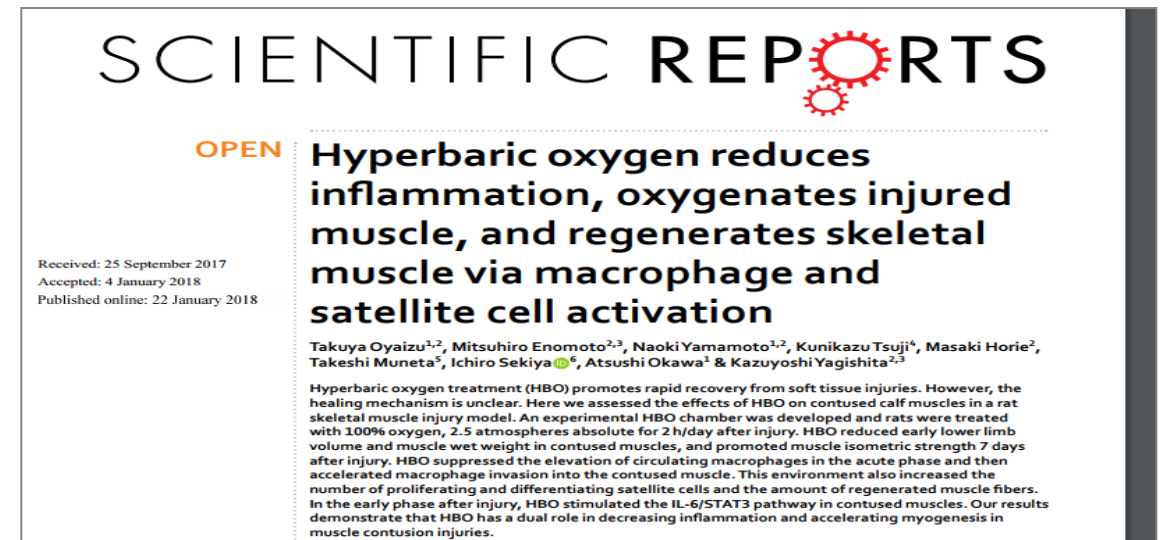 SCIENTIFIC REPORTS
OPEN
Hyperbaric oxygen reduces
inflammation, oxygenates injured
muscle, and regenerates skeletal
muscle via macrophage and
satellite cell activation
Received: 25 September 2017
Accepted: 4 January 2018
Published online: 22 January 2018
Takuya Oyaizu1,2, Mitsuhiro Enomoto2,3, Naoki Yamamoto1,2, Kunikazu Tsuji4, Masaki Horie2,
Takeshi Muneta5, Ichiro Sekiya iD 6, Atsushi Okawa1 & Kazuyoshi Yagishita2,3
Hyperbaric oxygen treatment (HBO) promotes rapid recovery from soft tissue injuries. However, the
healing mechanism is unclear. Here we assessed the effects of HBO on contused calf muscles in a rat
skeletal muscle injury model. An experimental HBO chamber was developed and rats were treated
with 100% oxygen, 2.5 atmospheres absolute for 2 h/day after injury. HBO reduced early lower limb
volume and muscle wet weight in contused muscles, and promoted muscle isometric strength 7 days
after injury. HBO suppressed the elevation of circulating macrophages in the acute phase and then
accelerated macrophage invasion into the contused muscle. This environment also increased the
number of proliferating and differentiating satellite cells and the amount of regenerated muscle fibers.
In the early phase after injury, HBO stimulated the IL-6/STAT3 pathway in contused muscles. Our results
demonstrate that HBO has a dual role in decreasing inflammation and accelerating myogenesis in
muscle contusion injuries.